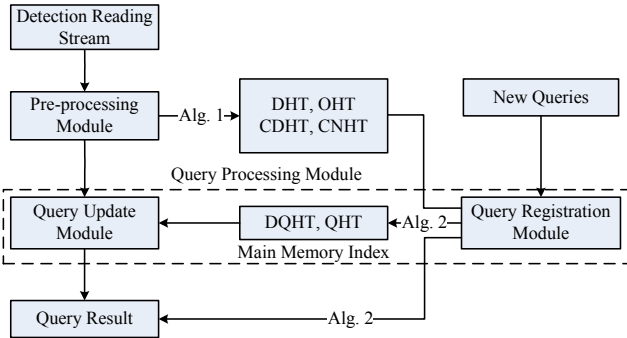 Detection Reading
Stream
Pre-processing
Module
Alg. 1
DHT, OHT
CDHT, CNHT
New Queries
Query Processing Module
Query Update
Module
DQHT, QHT
Alg. 2
Query Registration
Module
Main Memory Index
Query Result
Alg. 2